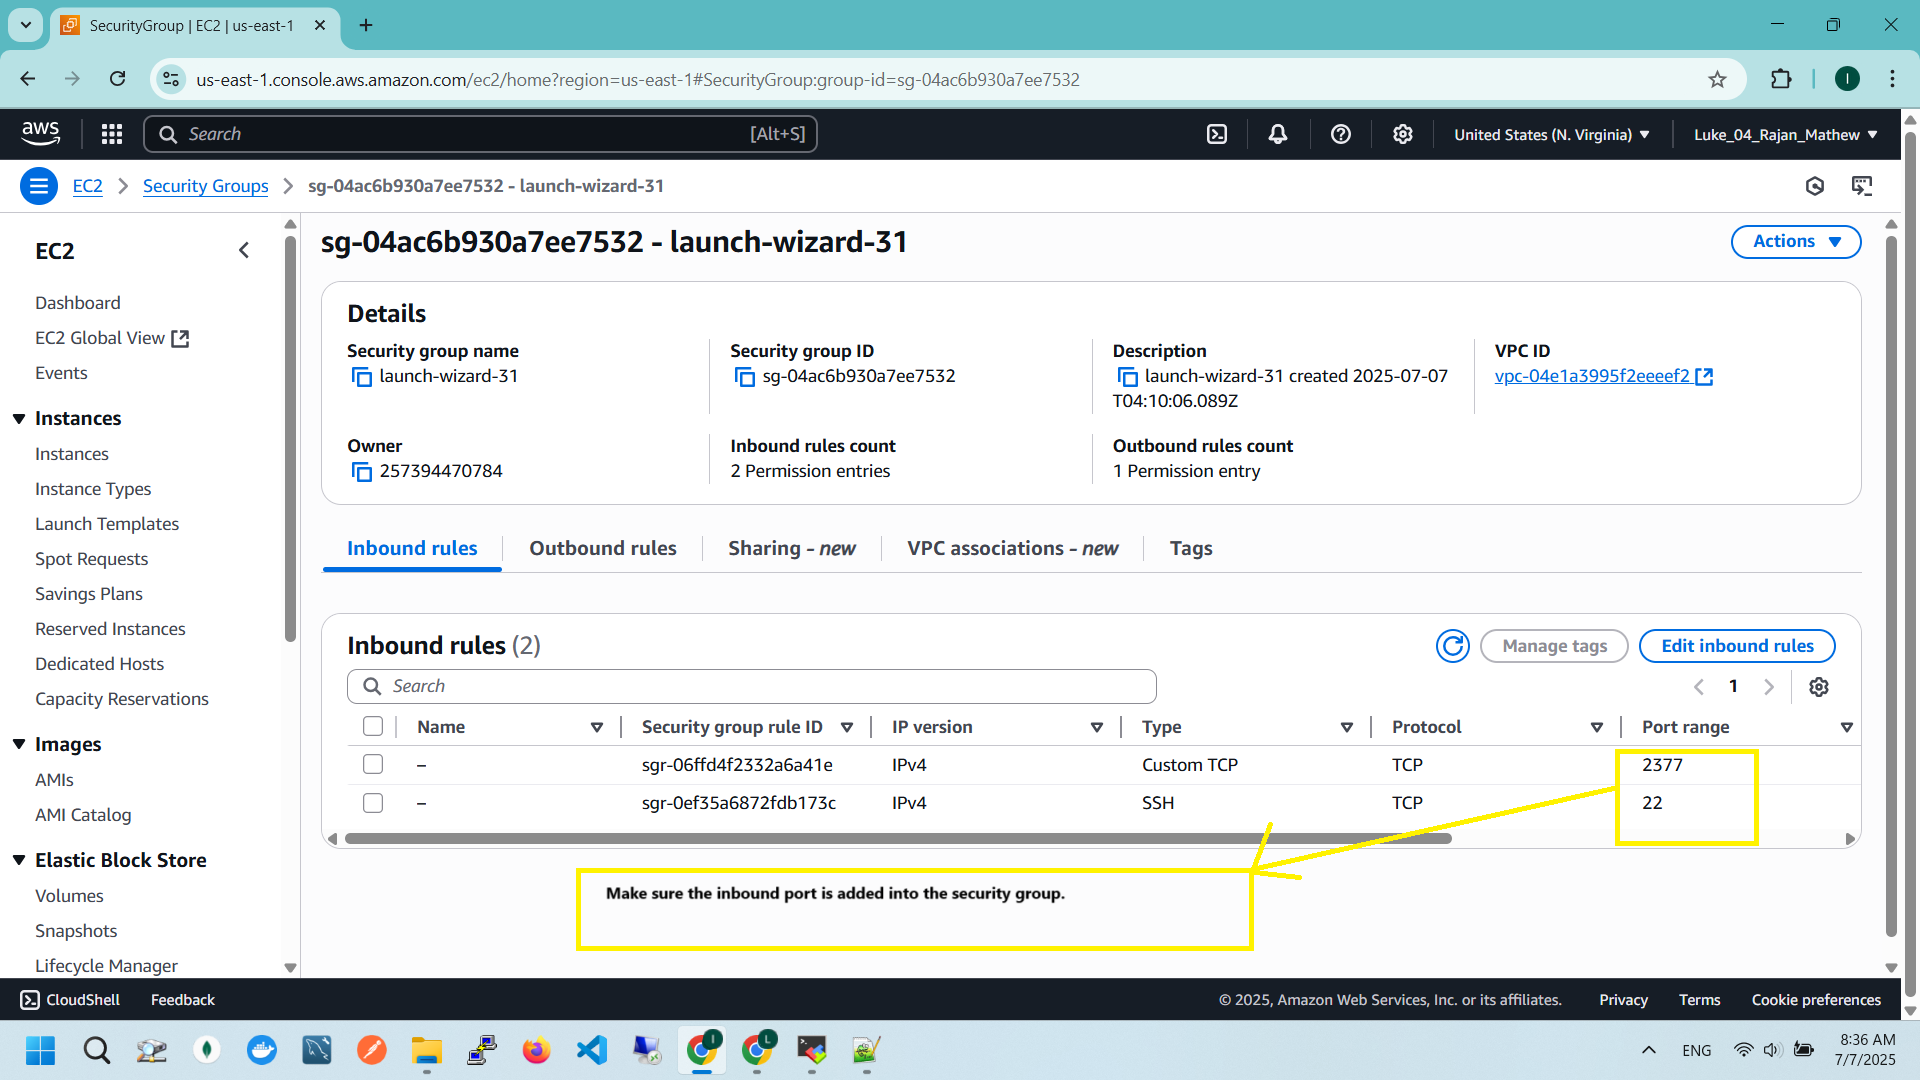 SecurityGroup | EC2 | us-east-1
us-east-1.console.aws.amazon.com/ec2/home?region=us-east-1#SecurityGroup:group-id=sg-04ac6b930a7ee7532
I
aws
Search [Alt+S]
United States (N. Virginia)
Luke_04_Rajan_Mathew
EC2
Security Groups
sg-04ac6b930a7ee7532 - launch-wizard-31
EC2
Dashboard
EC2 Global View
Events
Instances
Instances
Instance Types
Launch Templates
Spot Requests
Savings Plans
Reserved Instances
Dedicated Hosts
Capacity Reservations
Images
AMIs
AMI Catalog
Elastic Block Store
Volumes
Snapshots
Lifecycle Manager
sg-04ac6b930a7ee7532 - launch-wizard-31
Actions
Details
Security group name
launch-wizard-31
Security group ID
sg-04ac6b930a7ee7532
Description
launch-wizard-31 created 2025-07-07
T04:10:06.089Z
VPC ID
vpc-04e1a3995f2eeeef2
Owner
257394470784
Inbound rules count
2 Permission entries
Outbound rules count
1 Permission entry
Inbound rules
Outbound rules
Sharing - new
VPC associations - new
Tags
Inbound rules (2)
Manage tags
Edit inbound rules
Search
1
Name Security group rule ID IP version Type Protocol Port range
– sgr-06ffd4f2332a6a41e IPv4 Custom TCP TCP 2377
– sgr-0ef35a6872fdb173c IPv4 SSH TCP 22
Make sure the inbound port is added into the security group.
CloudShell
Feedback
© 2025, Amazon Web Services, Inc. or its affiliates.
Privacy
Terms
Cookie preferences
I
L
ENG
8:36 AM
7/7/2025